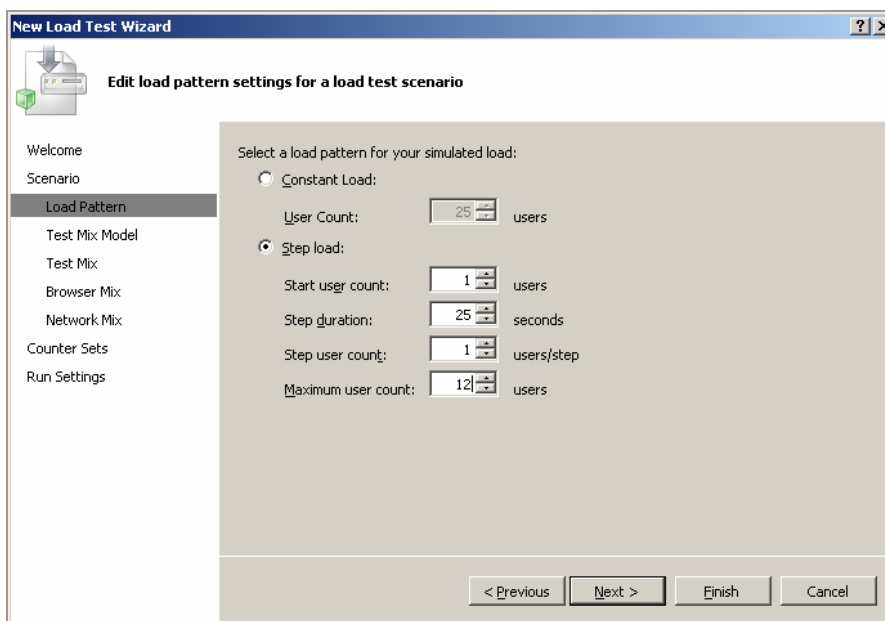 New Load Test Wizard
Edit load pattern settings for a load test scenario
Welcome
Scenario
Load Pattern
Test Mix Model
Test Mix
Browser Mix
Network Mix
Counter Sets
Run Settings
Select a load pattern for your simulated load:
Constant Load:
User Count: 25 users
Step load:
Start user count: 1 users
Step duration: 25 seconds
Step user count: 1 users/step
Maximum user count: 12 users
< Previous Next > Finish Cancel